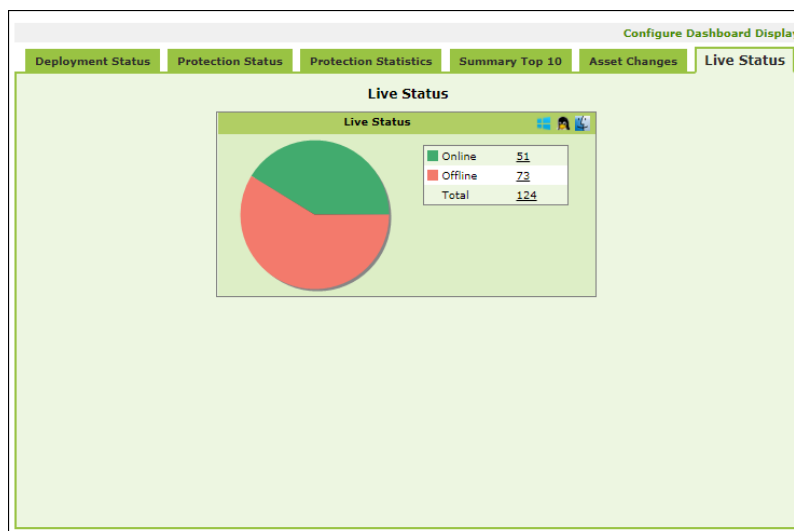 Configure Dashboard Display
Deployment Status Protection Status Protection Statistics Summary Top 10 Asset Changes Live Status
Live Status
Live Status
Online 51
Offline 73
Total 124